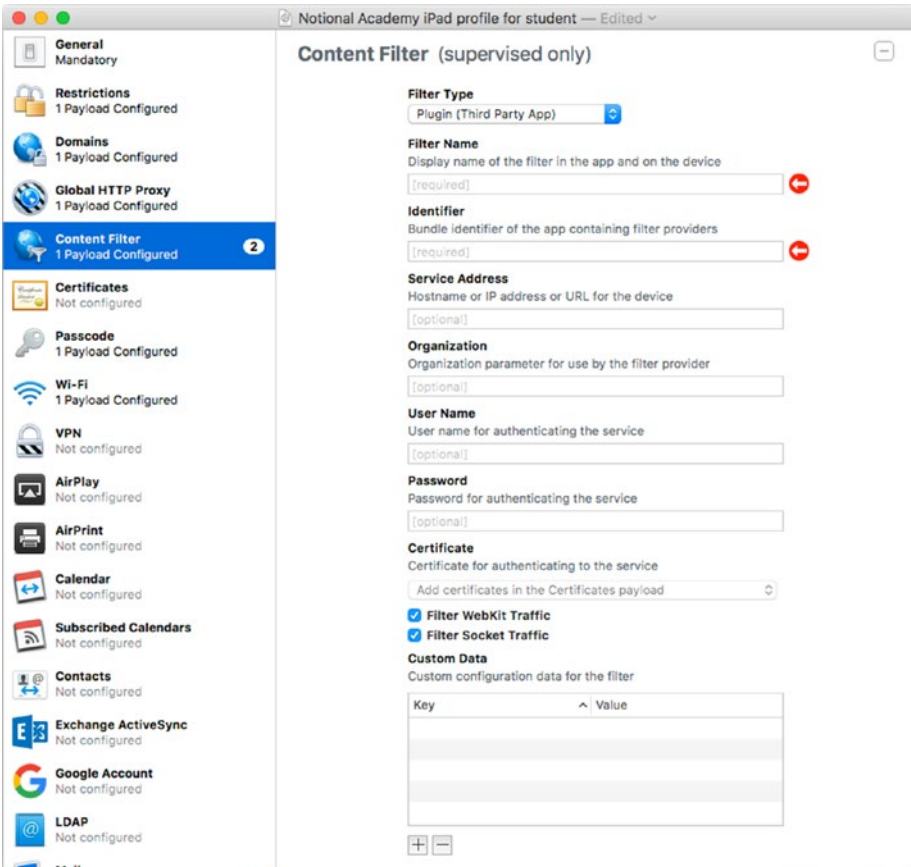 Notional Academy iPad profile for student — Edited
General
Mandatory
Restrictions
1 Payload Configured
Domains
1 Payload Configured
Global HTTP Proxy
1 Payload Configured
Content Filter
1 Payload Configured
2
Certificates
Not configured
Passcode
1 Payload Configured
Wi-Fi
1 Payload Configured
VPN
Not configured
AirPlay
Not configured
AirPrint
Not configured
Calendar
Not configured
Subscribed Calendars
Not configured
Contacts
Not configured
Exchange ActiveSync
Not configured
Google Account
Not configured
LDAP
Not configured
Content Filter (supervised only)
Filter Type
Plugin (Third Party App)
Filter Name
Display name of the filter in the app and on the device
[required]
Identifier
Bundle identifier of the app containing filter providers
[required]
Service Address
Hostname or IP address or URL for the device
[optional]
Organization
Organization parameter for use by the filter provider
[optional]
User Name
User name for authenticating the service
[optional]
Password
Password for authenticating the service
[optional]
Certificate
Certificate for authenticating to the service
Add certificates in the Certificates payload
Filter WebKit Traffic
Filter Socket Traffic
Custom Data
Custom configuration data for the filter
Key Value